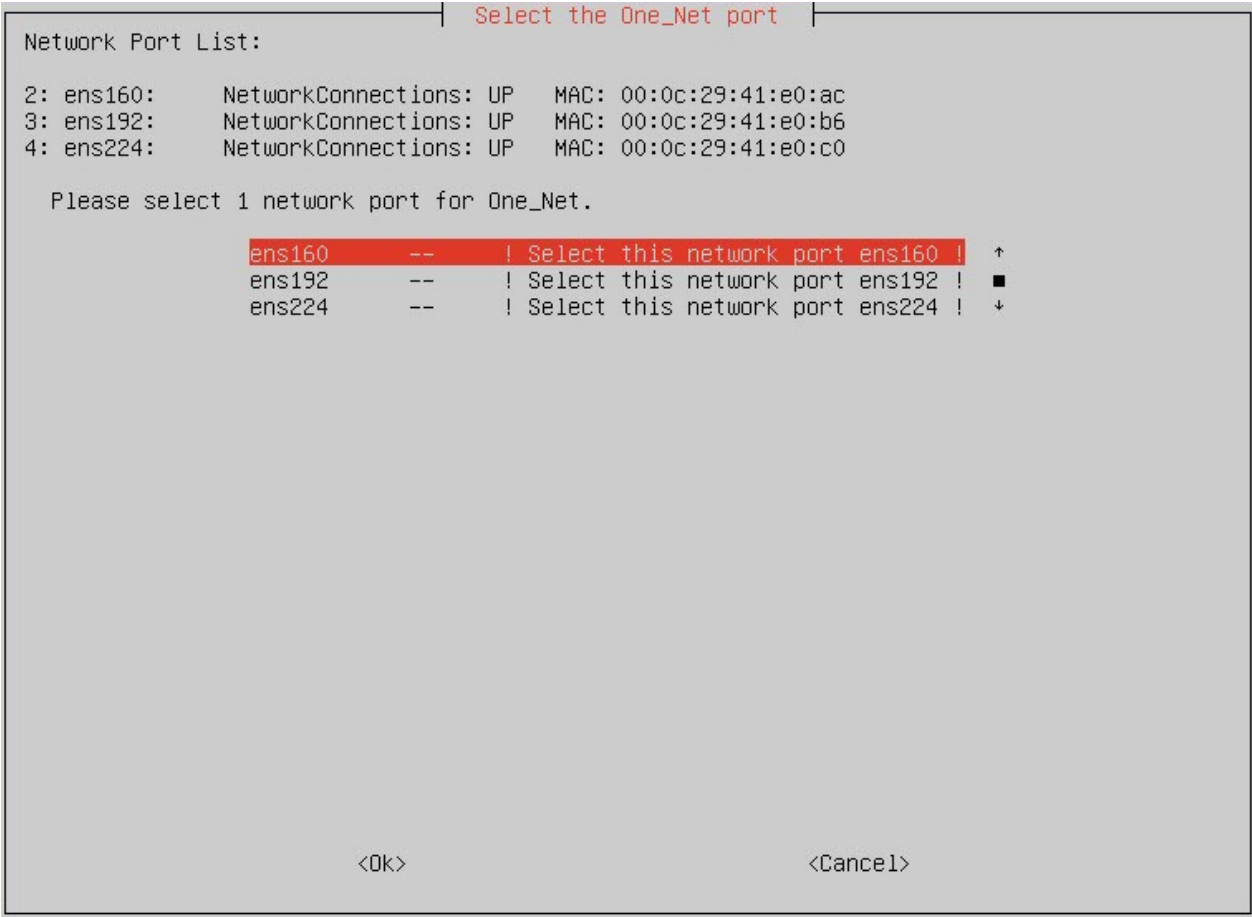 Select the One_Net port
Network Port List:
2: ens160:     NetworkConnections: UP   MAC: 00:0c:29:41:e0:ac
3: ens192:     NetworkConnections: UP   MAC: 00:0c:29:41:e0:b6
4: ens224:     NetworkConnections: UP   MAC: 00:0c:29:41:e0:c0
Please select 1 network port for One_Net.
ens160      --     ! Select this network port ens160 ! ↑
ens192      --     ! Select this network port ens192 ! ■
ens224      --     ! Select this network port ens224 ! ↓
<Ok>                              <Cancel>